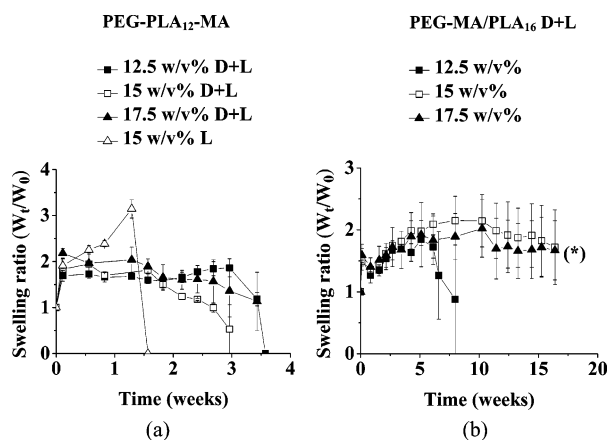 PEG-PLA₁₂-MA
12.5 w/v% D+L
15 w/v% D+L
17.5 w/v% D+L
15 w/v% L
Swelling ratio (Wₜ/W₀)
4
3
2
1
0
0 1 2 3 4
Time (weeks)
(a)
PEG-MA/PLA₁₆ D+L
12.5 w/v%
15 w/v%
17.5 w/v%
Swelling ratio (Wₜ/W₀)
3
2
1
0
0 5 10 15 20
(*)
Time (weeks)
(b)